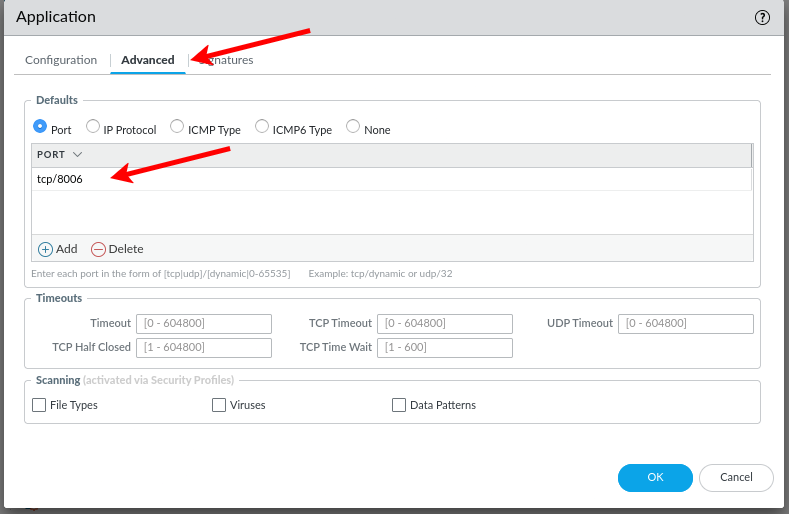 Application
Configuration Advanced Signatures
Defaults
Port IP Protocol ICMP Type ICMP6 Type None
PORT
tcp/8006
Add Delete
Enter each port in the form of [tcp|udp]/[dynamic|0-65535] Example: tcp/dynamic or udp/32
Timeouts
Timeout [0 - 604800] TCP Timeout [0 - 604800] UDP Timeout [0 - 604800]
TCP Half Closed [1 - 604800] TCP Time Wait [1 - 600]
Scanning (activated via Security Profiles)
File Types Viruses Data Patterns
OK Cancel